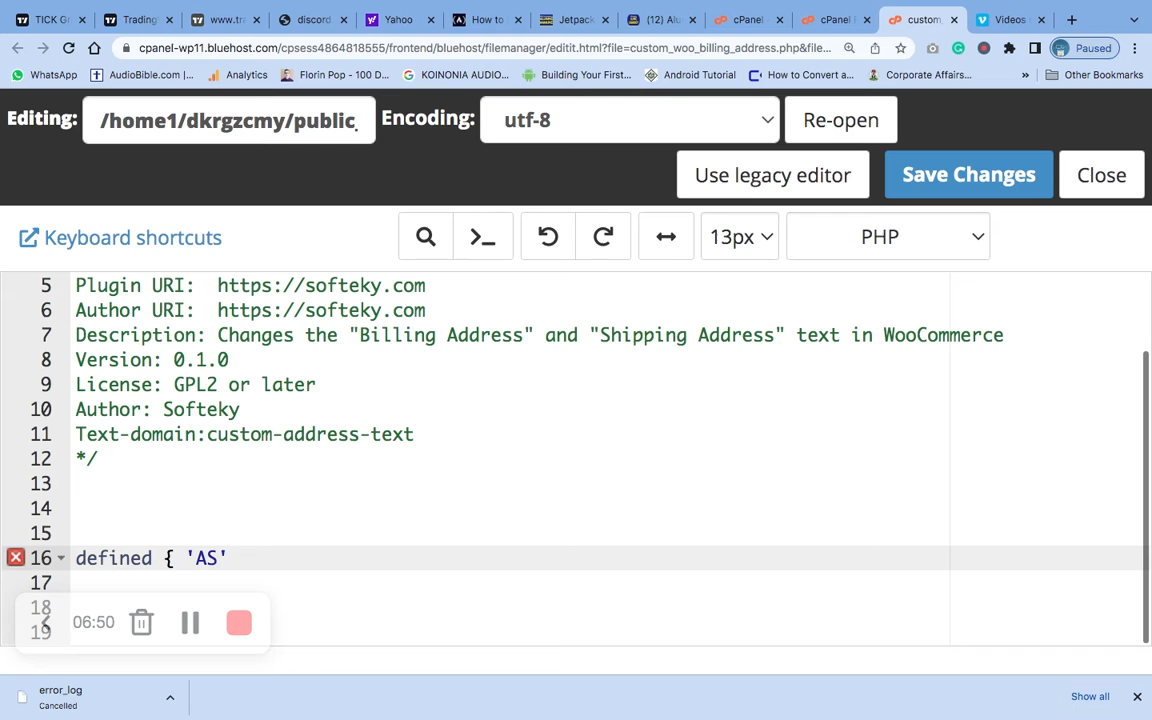 TICK Gr
Trading
www.tra
discord
Yahoo
How to
Jetpack
(12) Al
cPanel
cPanel
custom
Videos
cpanel-wp11.bluehost.com/cpsess4864818555/frontend/bluehost/filemanager/editit.html?file=custom_woo_billing_address.php&file...
Paused
WhatsApp
AudioBible.com |...
Analytics
Florin Pop - 100 D...
KOINONIA AUDIO...
Building Your First...
Android Tutorial
How to Convert a...
Corporate Affairs...
»
Other Bookmarks
Editing: /home1/dkrgzcmy/public_ Encoding: utf-8 Re-open
Use legacy editor Save Changes Close
Keyboard shortcuts 13px PHP
5 Plugin URI: https://softeky.com
6 Author URI: https://softeky.com
7 Description: Changes the "Billing Address" and "Shipping Address" text in WooCommerce
8 Version: 0.1.0
9 License: GPL2 or later
10 Author: Softeky
11 Text-domain:custom-address-text
12 */
13
14
15
16 defined { 'AS'
17
18
19
06:50
error_log
Cancelled
Show all